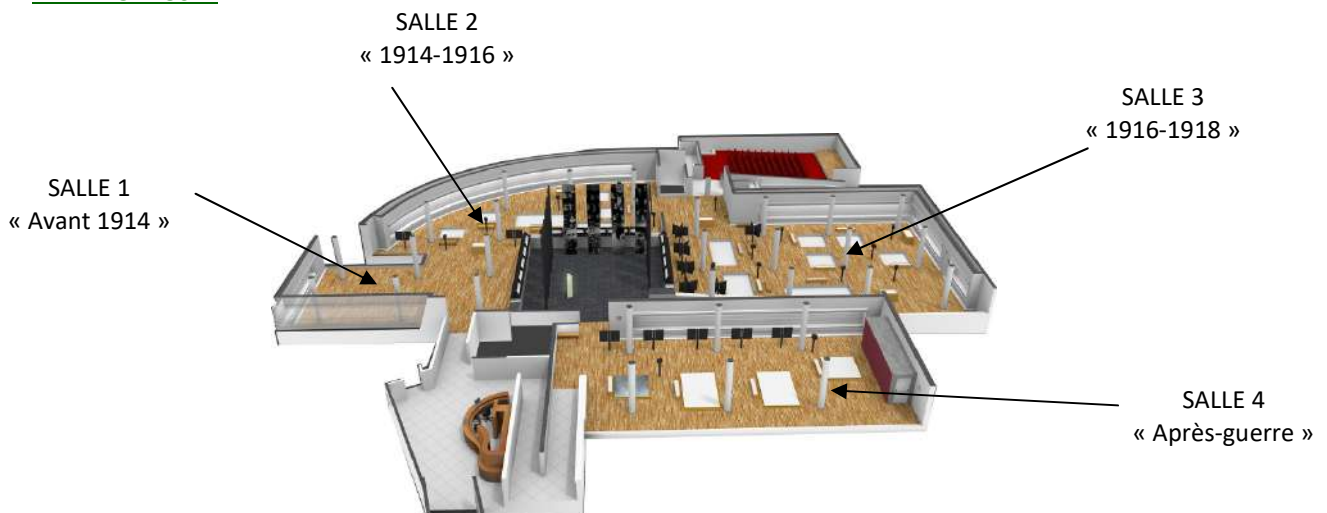 SALLE 2
« 1914-1916 »
SALLE 3
« 1916-1918 »
SALLE 1
« Avant 1914 »
SALLE 4
« Après-guerre »